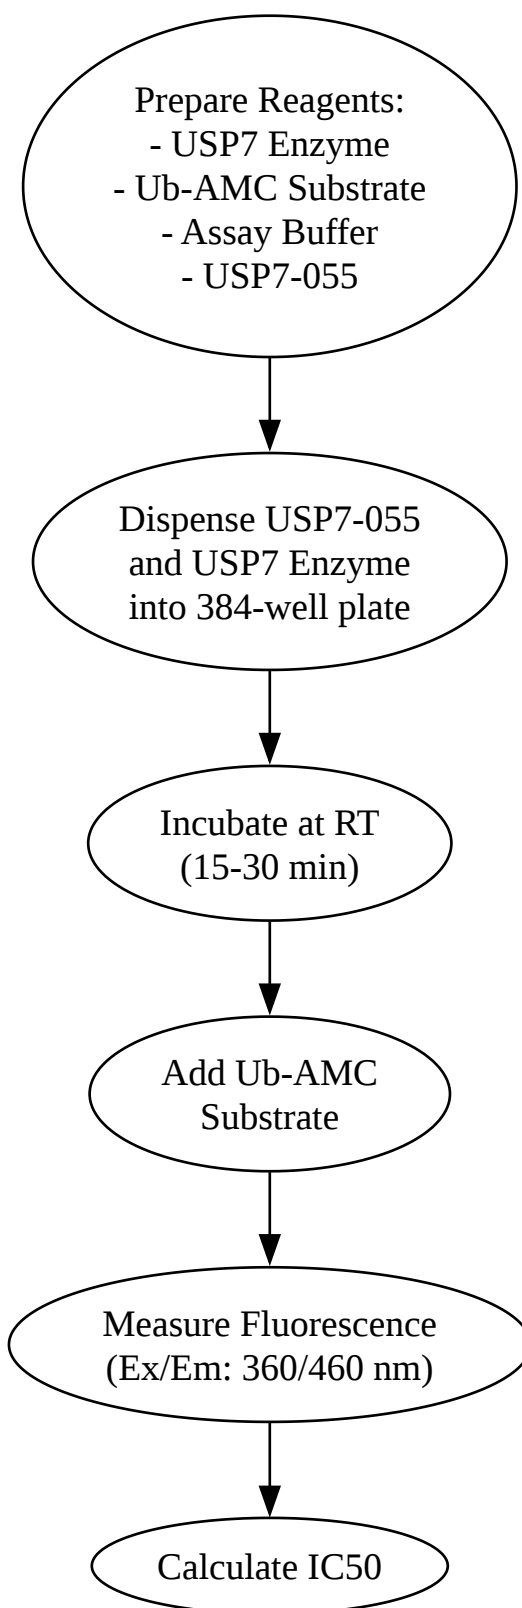 Prepare Reagents:
- USP7 Enzyme
- Ub-AMC Substrate
- Assay Buffer
- USP7-055
Dispense USP7-055
and USP7 Enzyme
into 384-well plate
Incubate at RT
(15-30 min)
Add Ub-AMC
Substrate
Measure Fluorescence
(Ex/Em: 360/460 nm)
Calculate IC50